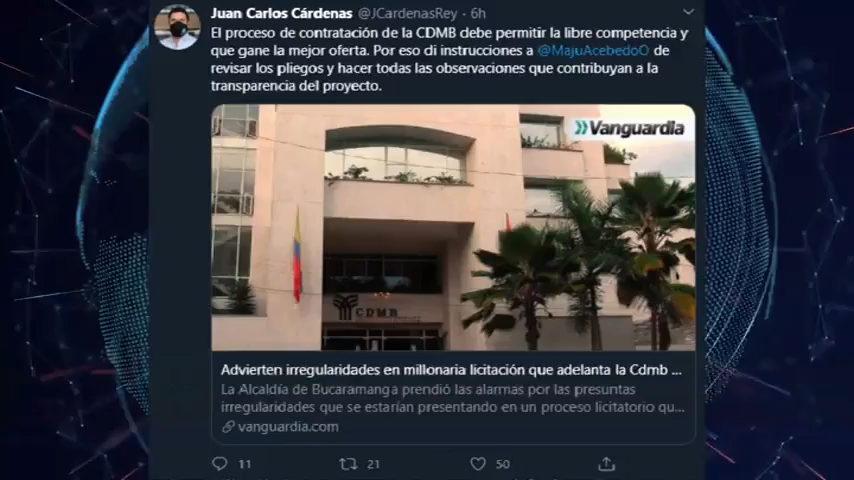 Juan Carlos Cárdenas @JCardenasRey · 6h
El proceso de contratación de la CDMB debe permitir la libre competencia y
que gane la mejor oferta. Por eso di instrucciones a @MajuAcebedoO de
revisar los pliegos y hacer todas las observaciones que contribuyan a la
transparencia del proyecto.
Vanguardia
CDMB
Advierten irregularidades en millonaria licitación que adelanta la Cdmb ...
La Alcaldía de Bucaramanga prendió las alarmas por las presuntas
irregularidades que se estarían presentando en un proceso licitatorio qu...
vanguardia.com
11 21 50